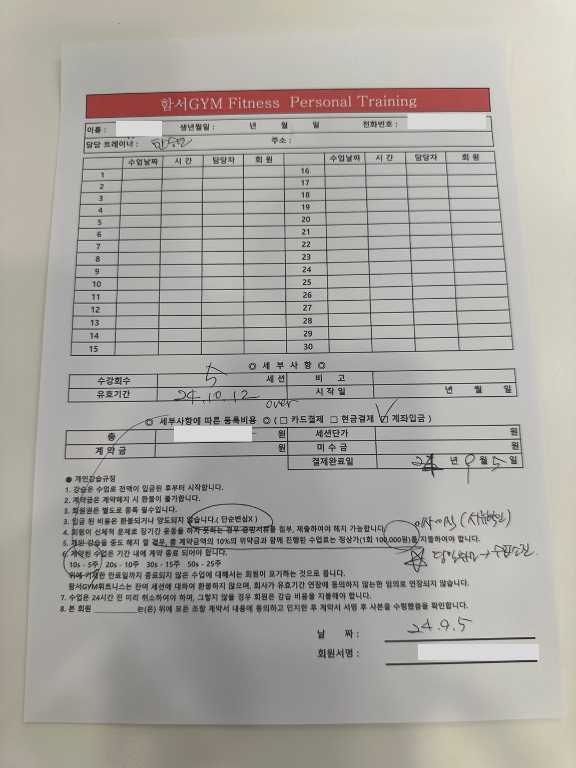 함서GYM Fitness Personal Training
이름 : 생년월일 : 년 월 일 전화번호 :
담당 트레이너 : 주소 :
수업날짜 시 간 담당자 회 원 수업날짜 시 간 담당자 회 원
1 16
2 17
3 18
4 19
5 20
6 21
7 22
8 23
9 24
10 25
11 26
12 27
13 28
14 29
15 30
◎ 세 부 사 항 ◎
수강회수 5 세션 비 고
유효기간 24.10.12 시 작 일 년 월 일
over
◎ 세부사항에 따른 등록비용 ◎ ( □ 카드결제 □ 현금결제 ☑ 계좌입금 )
총 원 세션단가 원
계 약 금 원 미 수 금 원
결제완료일 24 년 9 월 5 일
● 개인강습규정
1. 강습은 수업료 전액이 입금된 후부터 시작합니다.
2. 계약금은 계약해지 시 환불이 불가합니다.
3. 회원권은 별도로 등록 필수입니다.
3. 입금 된 비용은 환불되거나 양도되지 않습니다.( 단순변심X )
4. 회원이 신체적 문제로 장기간 운동을 하지 못하는 경우 증빙서류를 첨부, 제출하여야 해지 가능합니다.
5. 개인 강습을 중도 해지 할 경우, 총 계약금액의 10%의 위약금과 함께 진행된 수업료는 정상가(1회 100,000원)를 지불하여야 합니다.
6. 계약된 수업은 기간 내에 계약 종료 되어야 합니다.
10s - 5주 20s - 10주 30s - 15주 50s - 25주
위에 기재한 만료일까지 종료되지 않은 수업에 대해서는 회원이 포기하는 것으로 봅니다.
함서GYM휘트니스는 잔여 세션에 대하여 환불하지 않으며, 회사가 유효기간 연장에 동의하지 않는한 임의로 연장되지 않습니다.
7. 수업은 24시간 전 미리 취소하여야 하며, 그렇지 않을 경우 회원은 강습 비용을 지불해야 합니다.
8. 본 회원 ____________는(은) 위에 모든 조항 계약서 내용에 동의하고 인지한 후 계약서 서명 후 사본을 수령했음을 확인합니다.
날 짜 : 24.9.5
회원서명 :